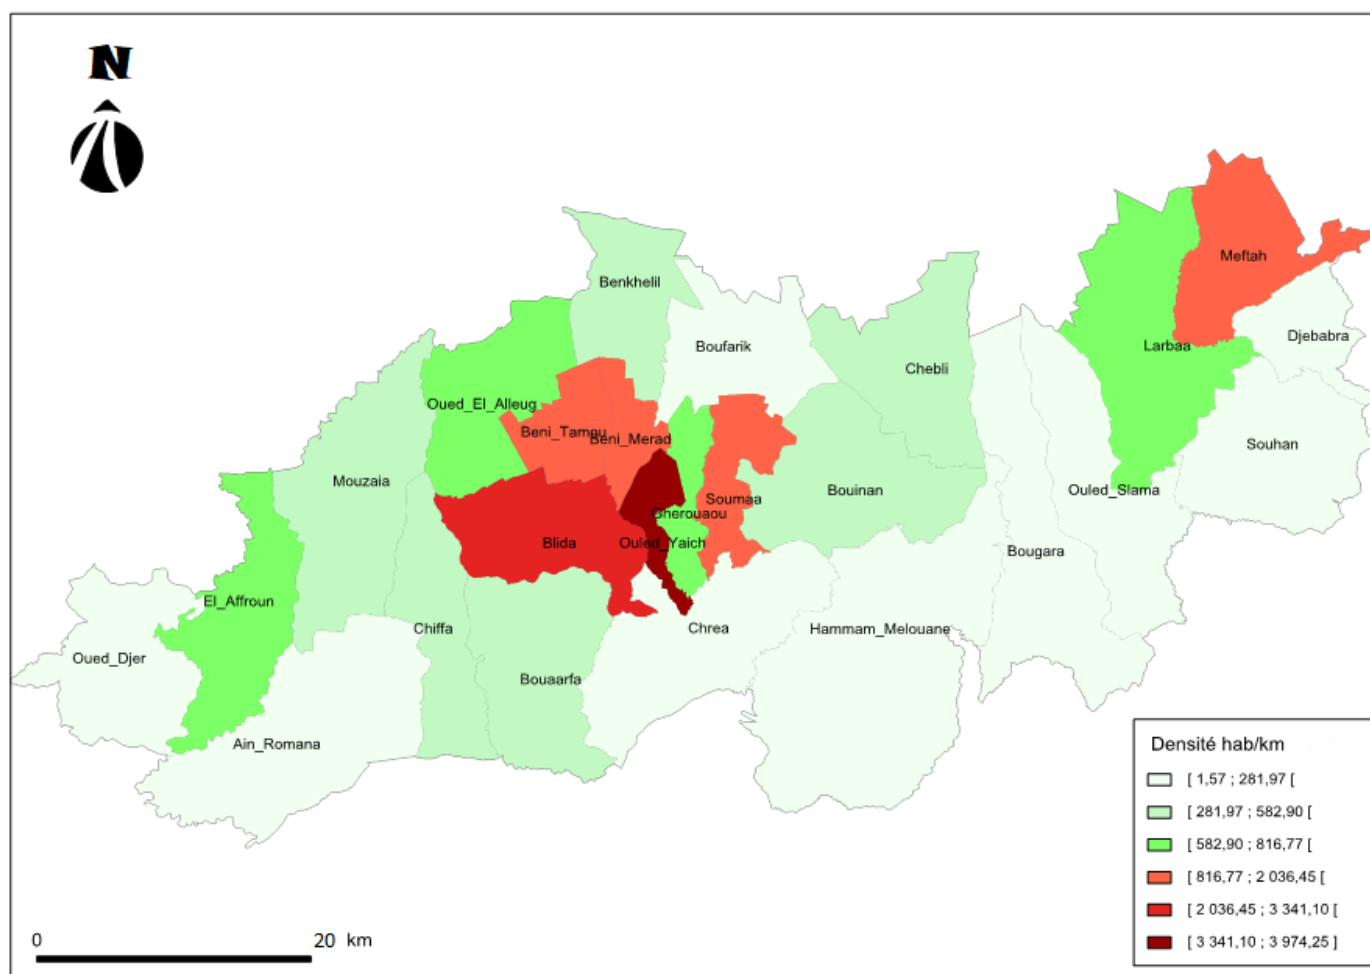 N
Meftah
Benkhelil
Djebabra
Boufarik
Larbaa
Chebli
Oued_El_Alleug
Beni_Tamou
Beni_Merad
Souhan
Mouzaia
Bouinan
Ouled_Slama
Soumaa
Gherouaou
Blida
Ouled_Yaich
Bougara
El_Affroun
Chiffa
Chrea
Hammam_Melouane
Oued_Djer
Bouaarfa
Ain_Romana
Densité hab/km
[ 1,57 ; 281,97 [
[ 281,97 ; 582,90 [
[ 582,90 ; 816,77 [
[ 816,77 ; 2 036,45 [
[ 2 036,45 ; 3 341,10 [
[ 3 341,10 ; 3 974,25 ]
0 20 km